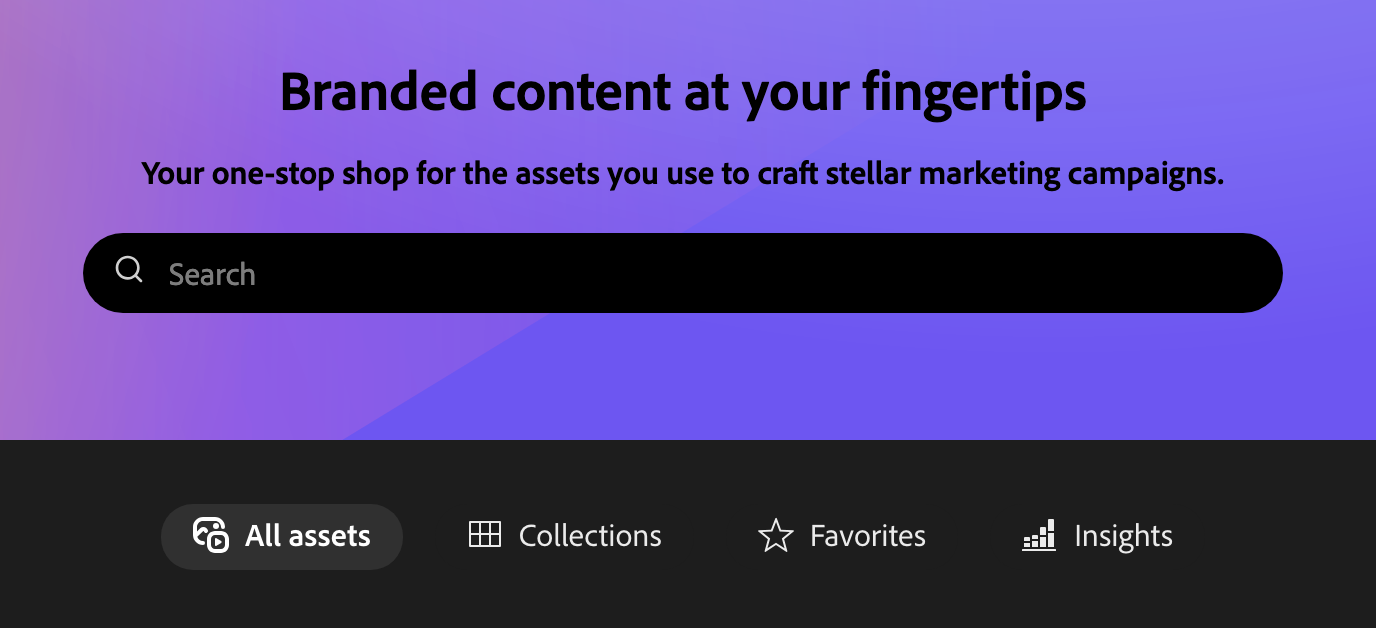 Branded content at your fingertips
Your one-stop shop for the assets you use to craft stellar marketing campaigns.
Search
All assets
Collections
Favorites
Insights